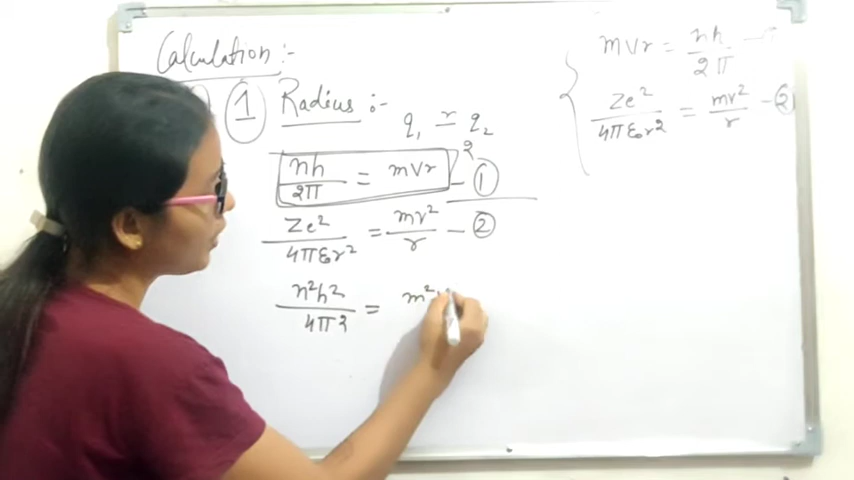 Calculation :-
① Radius :-
q₁ r q₂
nh/2π = mvr – ①
Ze²/4πε₀r² = mv²/r – ②
n²h²/4π² = m²
mvr = nh/2π
Ze²/4πε₀r² = mv²/r – ②